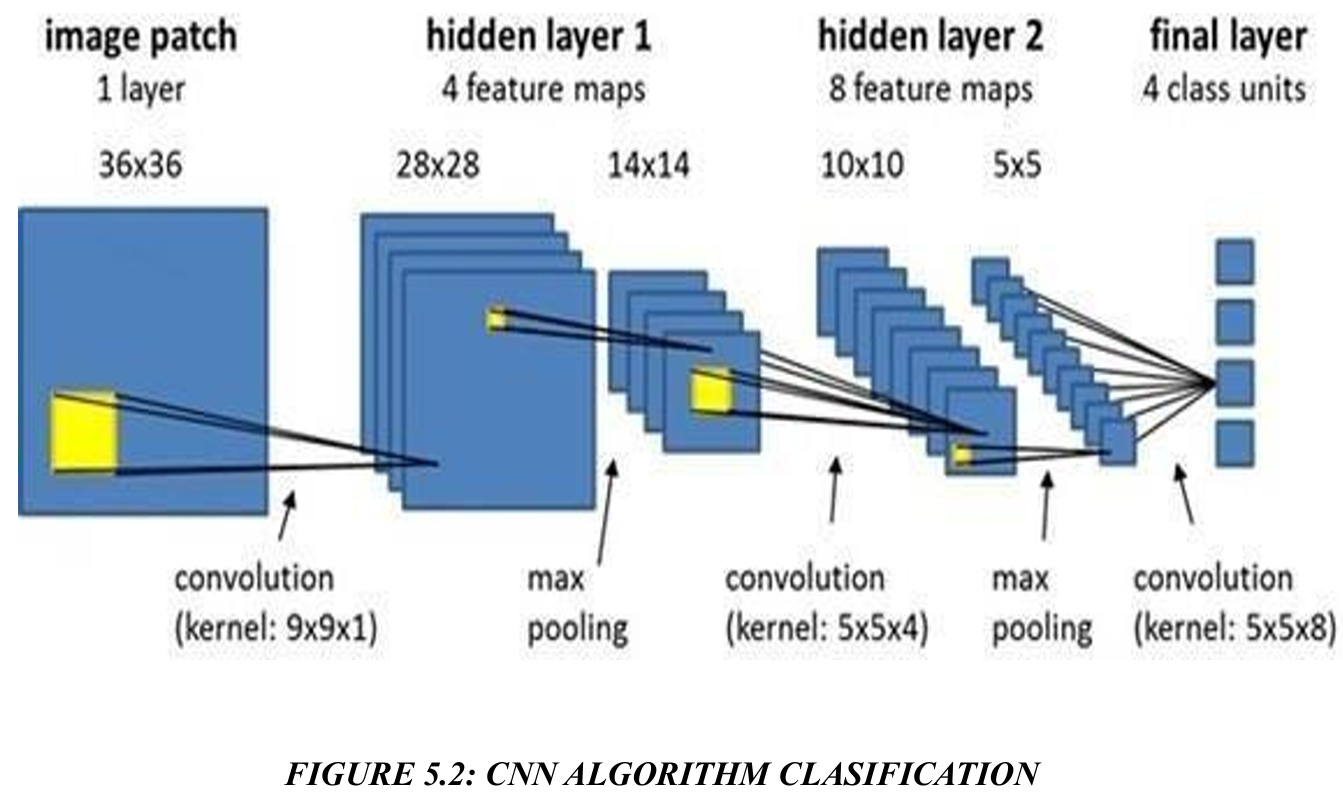 image patch
hidden layer 1
hidden layer 2
final layer
1 layer
4 feature maps
8 feature maps
4 class units
36x36
28x28
14x14
10x10
5x5
convolution
(kernel: 9x9x1)
max
pooling
convolution
(kernel: 5x5x4)
max
pooling
convolution
(kernel: 5x5x8)
FIGURE 5.2: CNN ALGORITHM CLASIFICATION